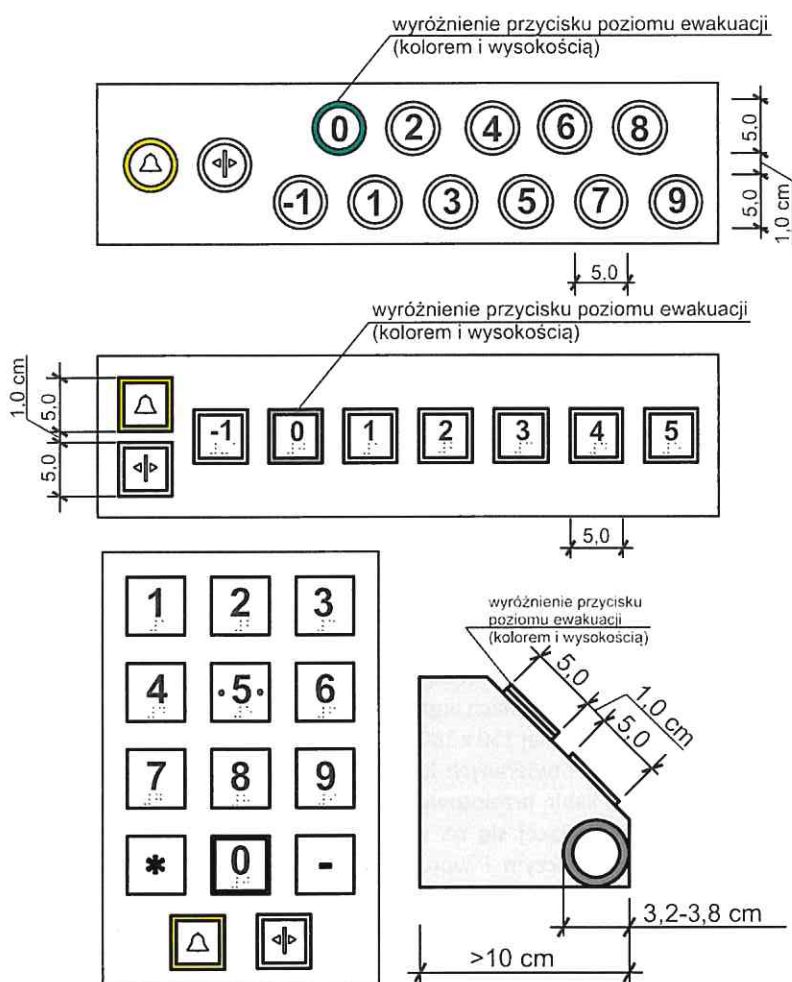 wyróżnienie przycisku poziomu ewakuacji
(kolorem i wysokością)
0 2 4 6 8
-1 1 3 5 7 9
5,0
5,0
1,0 cm
5,0
wyróżnienie przycisku poziomu ewakuacji
(kolorem i wysokością)
1,0 cm
5,0
5,0
-1 0 1 2 3 4 5
5,0
1 2 3
4 ·5· 6
7 8 9
* 0 -
wyróżnienie przycisku
poziomu ewakuacji
(kolorem i wysokością)
5,0
1,0 cm
5,0
3,2-3,8 cm
>10 cm